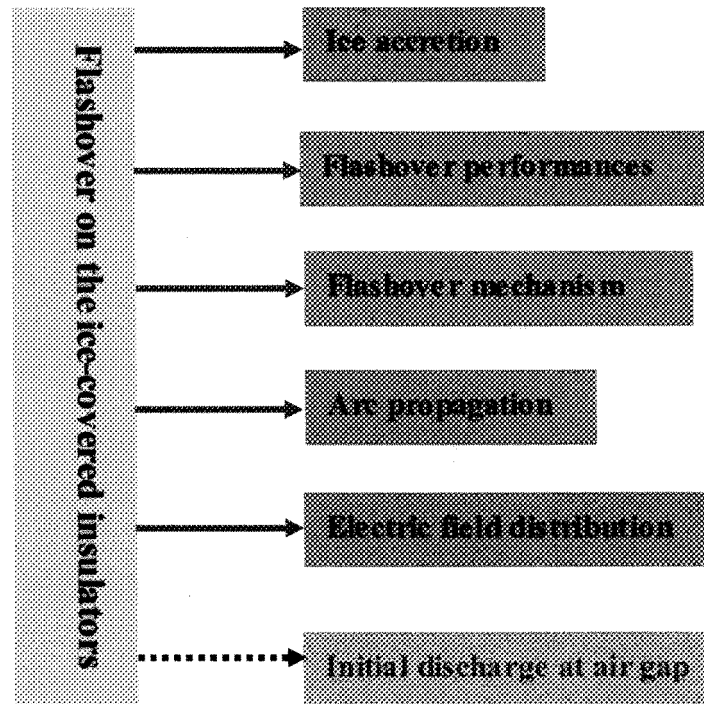 Flashover on the ice-covered insulators
Ice accretion
Flashover performances
Flashover mechanism
Arc propagation
Electric field distribution
Initial discharge at air gap